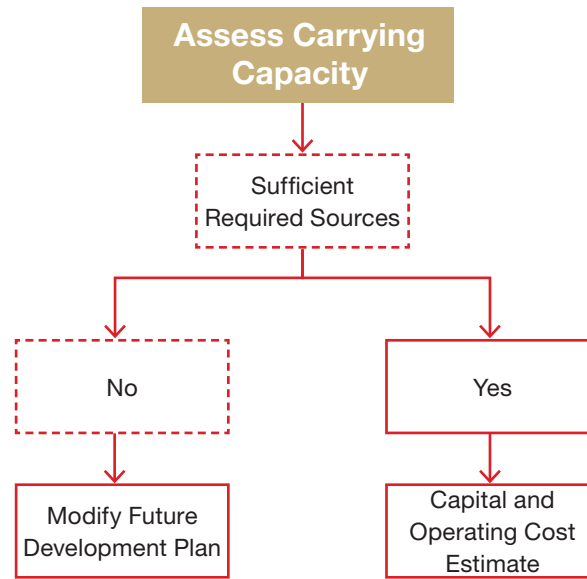 Assess Carrying
Capacity
Sufficient
Required Sources
No
Yes
Modify Future
Development Plan
Capital and
Operating Cost
Estimate